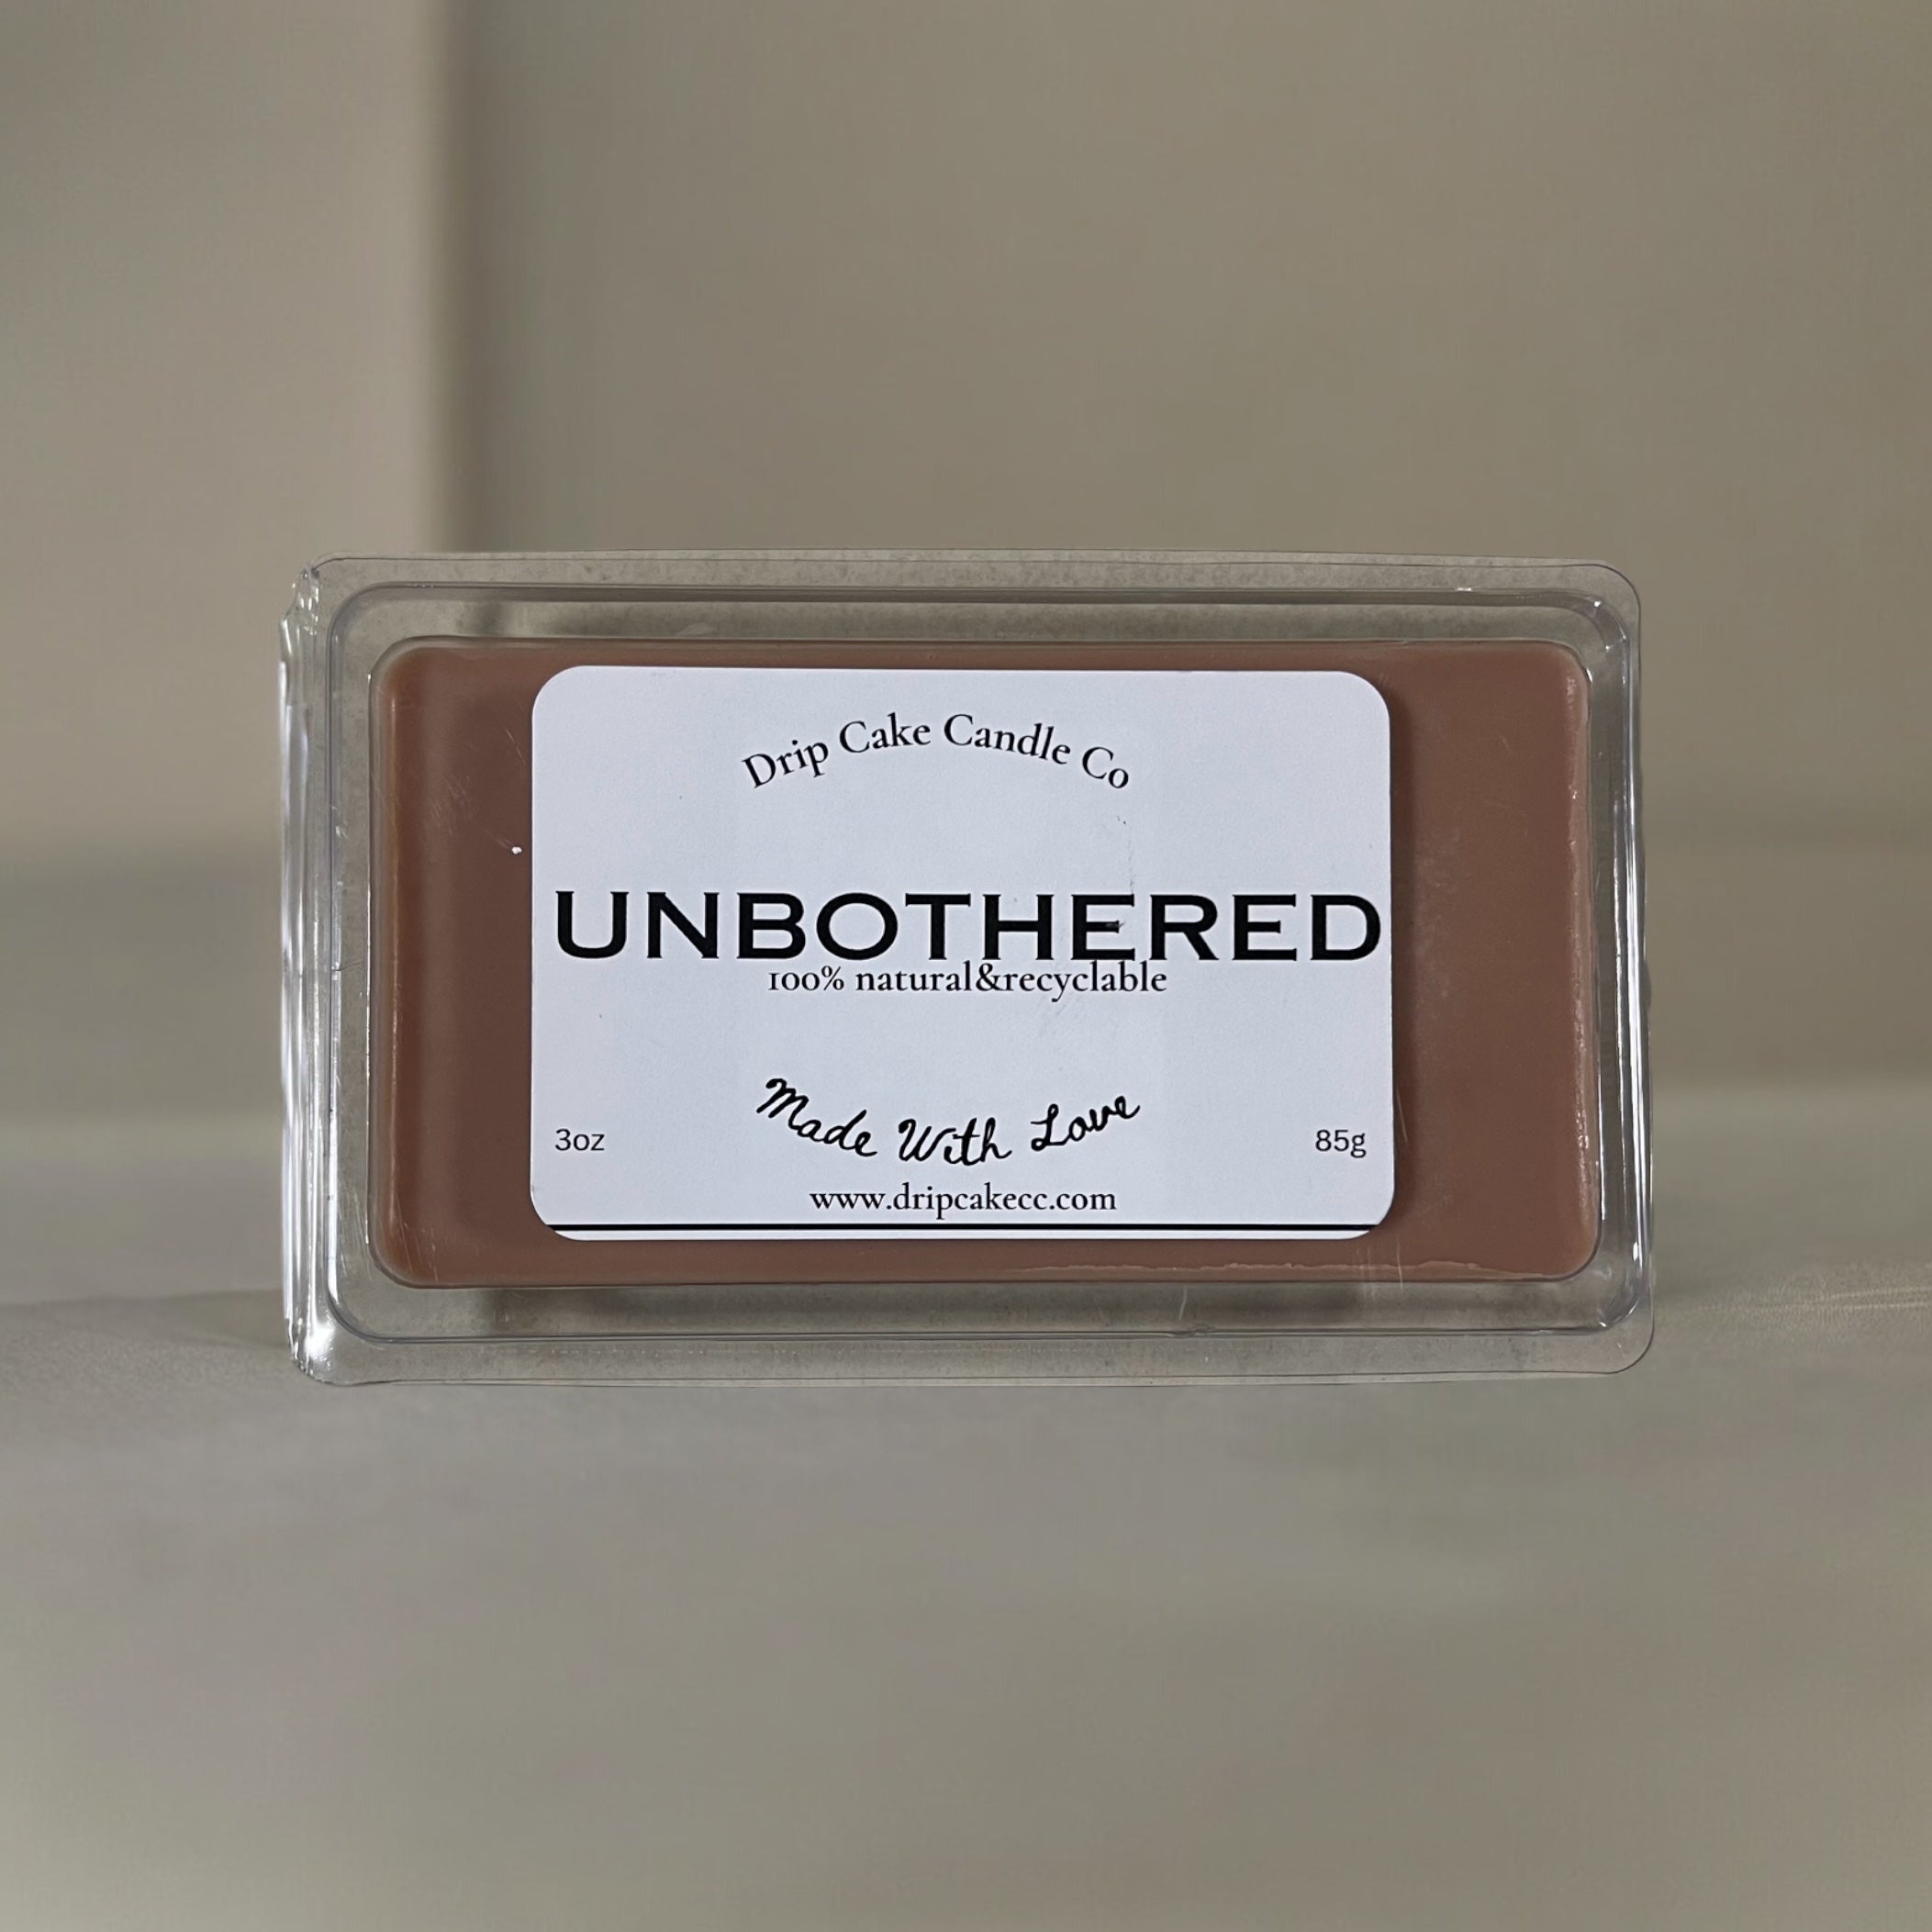 Drip Cake Candle Co
UNBOTHERED
100% natural&recyclable
Made With Love
3oz
85g
www.dripcakecc.com